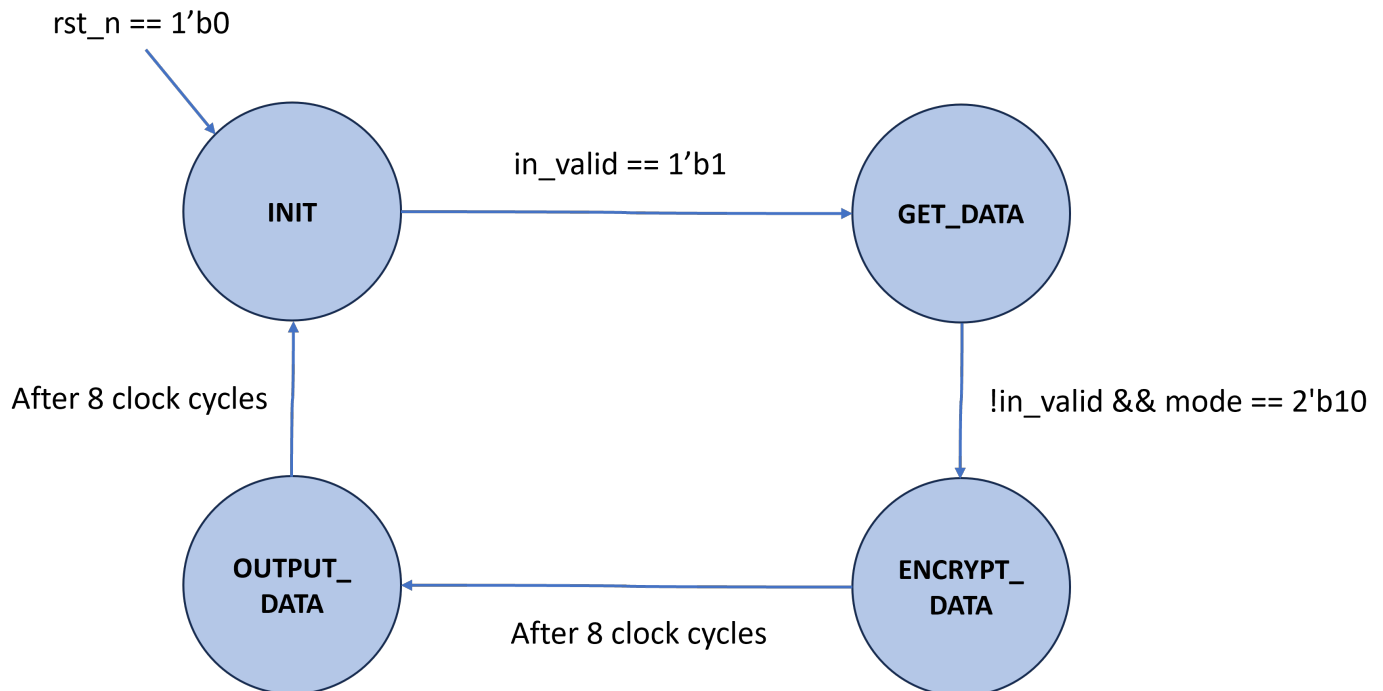 rst_n == 1’b0
in_valid == 1’b1
INIT
GET_DATA
After 8 clock cycles
!in_valid && mode == 2'b10
OUTPUT_
DATA
ENCRYPT_
DATA
After 8 clock cycles